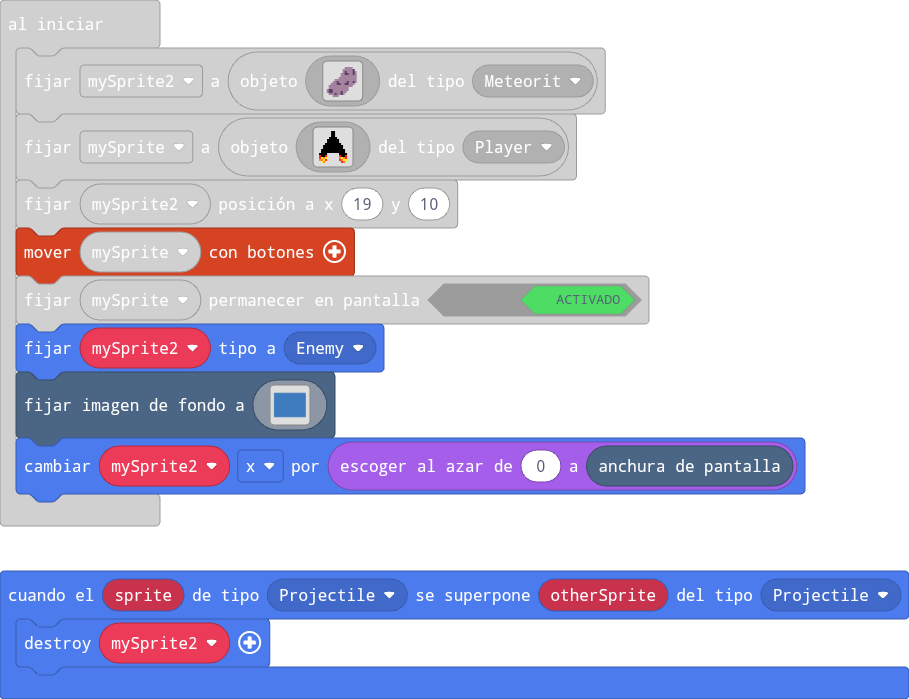 al iniciar
fijar mySprite2 a objeto del tipo Meteorit
fijar mySprite a objeto del tipo Player
fijar mySprite2 posición a x 19 y 10
mover mySprite con botones
fijar mySprite permanecer en pantalla ACTIVADO
fijar mySprite2 tipo a Enemy
fijar imagen de fondo a
cambiar mySprite2 x por escoger al azar de 0 a anchura de pantalla
cuando el sprite de tipo Projectile se superpone otherSprite del tipo Projectile
destroy mySprite2